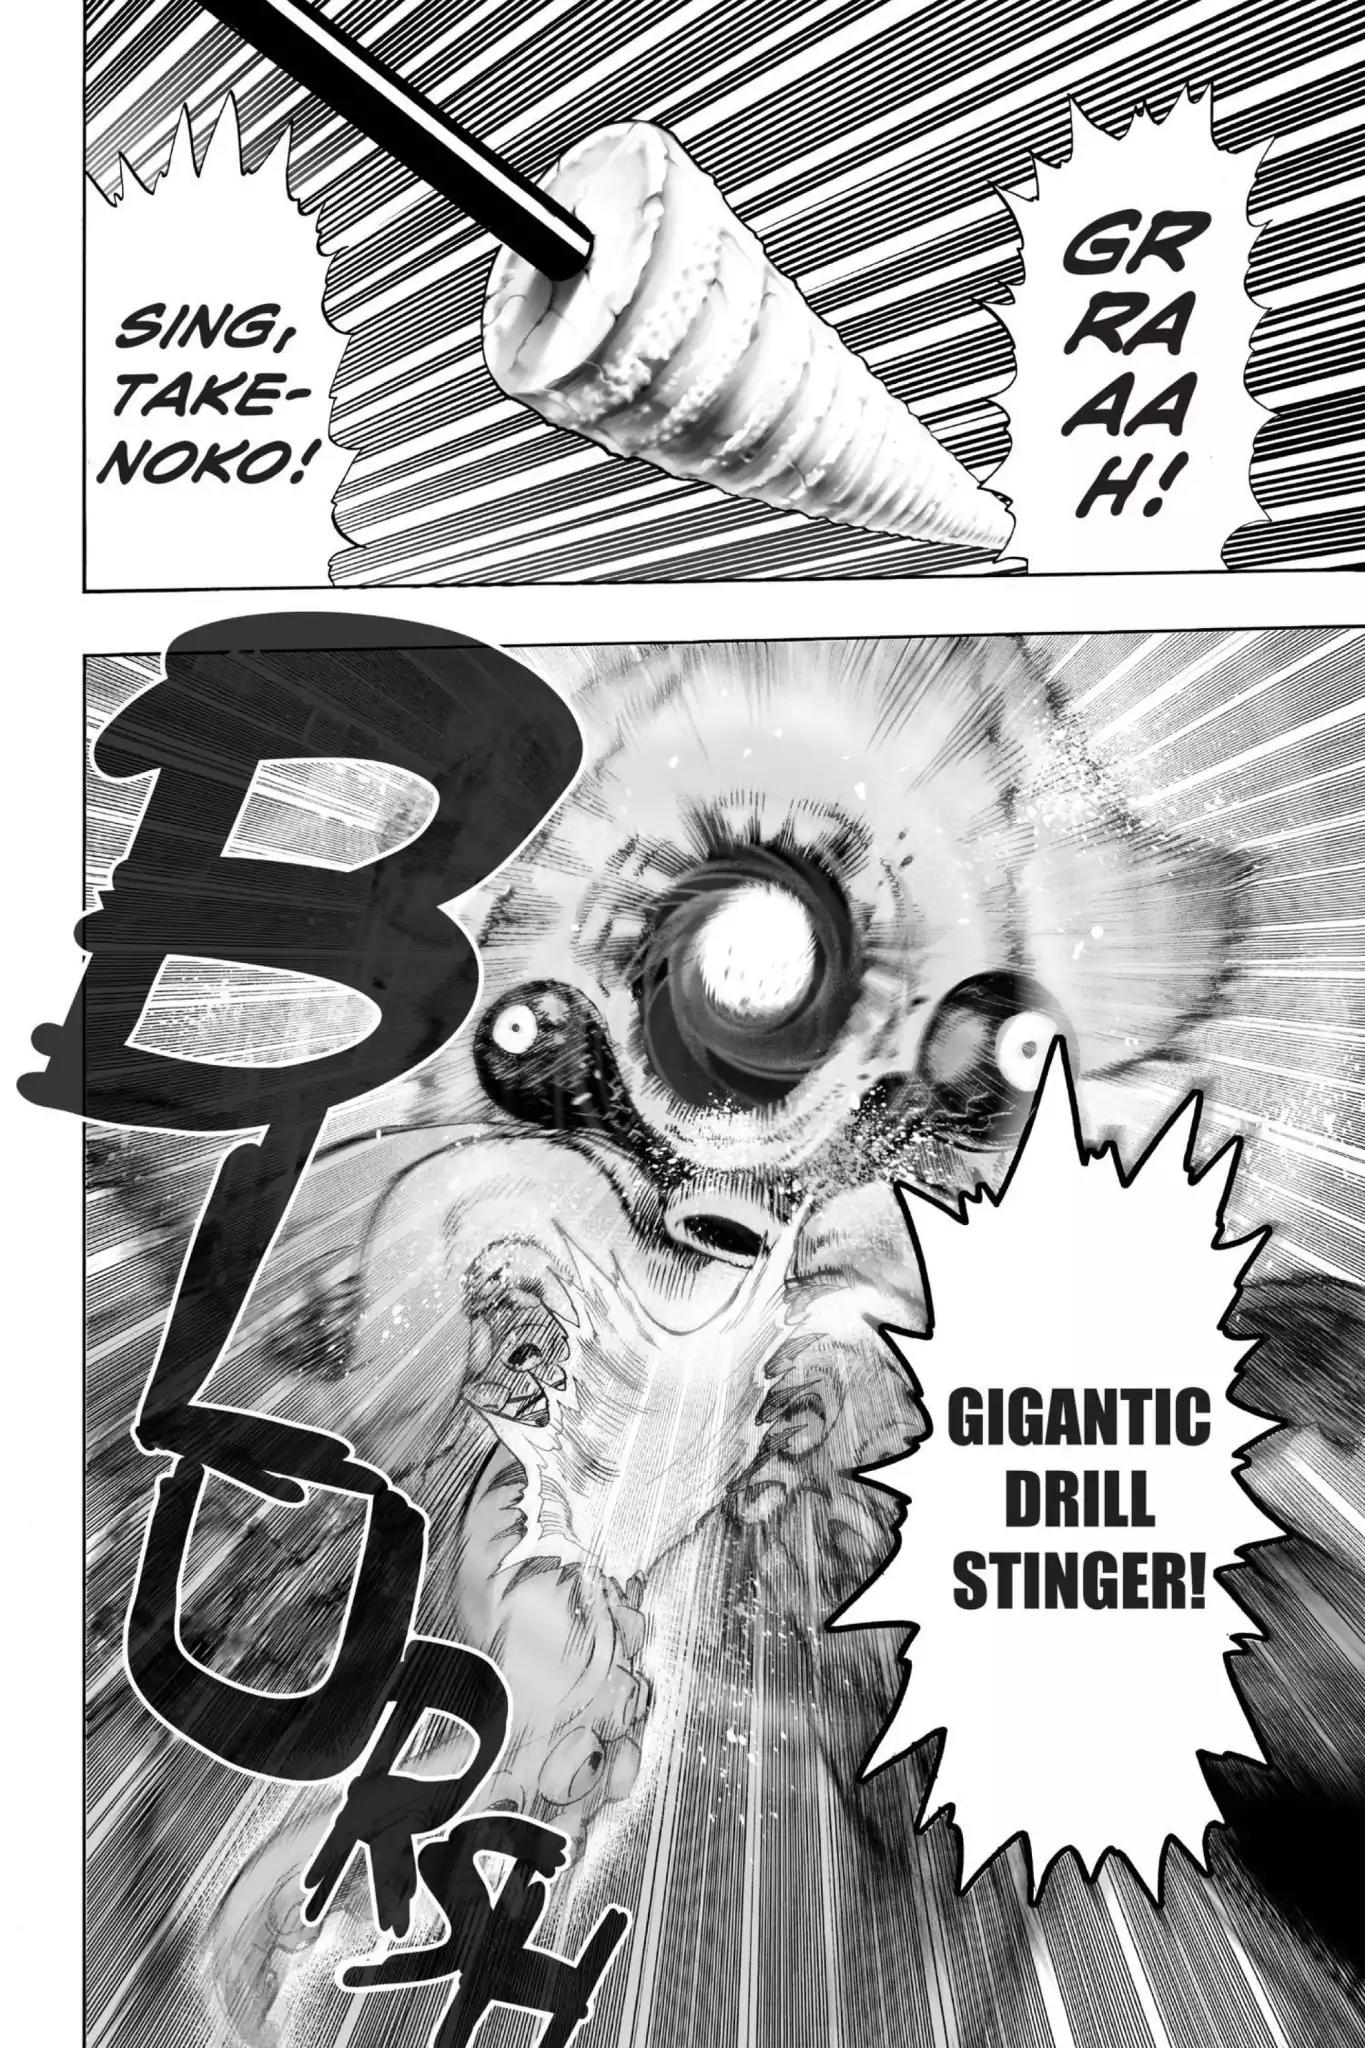 GR
RA
AA
H!
SING,
TAKE-
NOKO!
GIGANTIC
DRILL
STINGER!
BLURSH